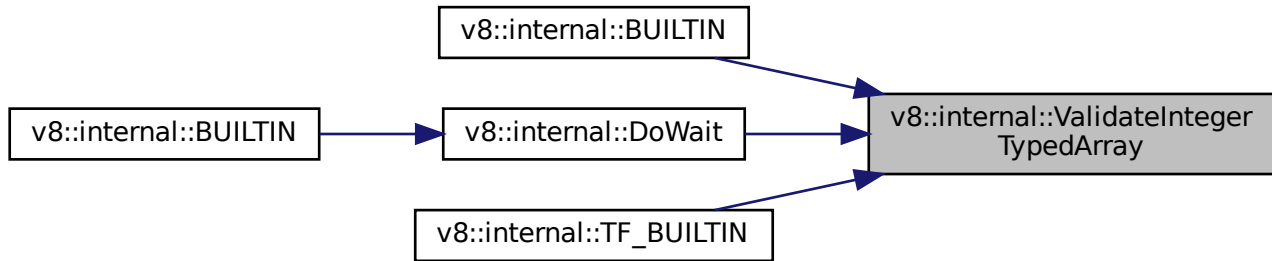 v8::internal::BUILTIN
v8::internal::BUILTIN
v8::internal::DoWait
v8::internal::TF_BUILTIN
v8::internal::ValidateInteger
TypedArray